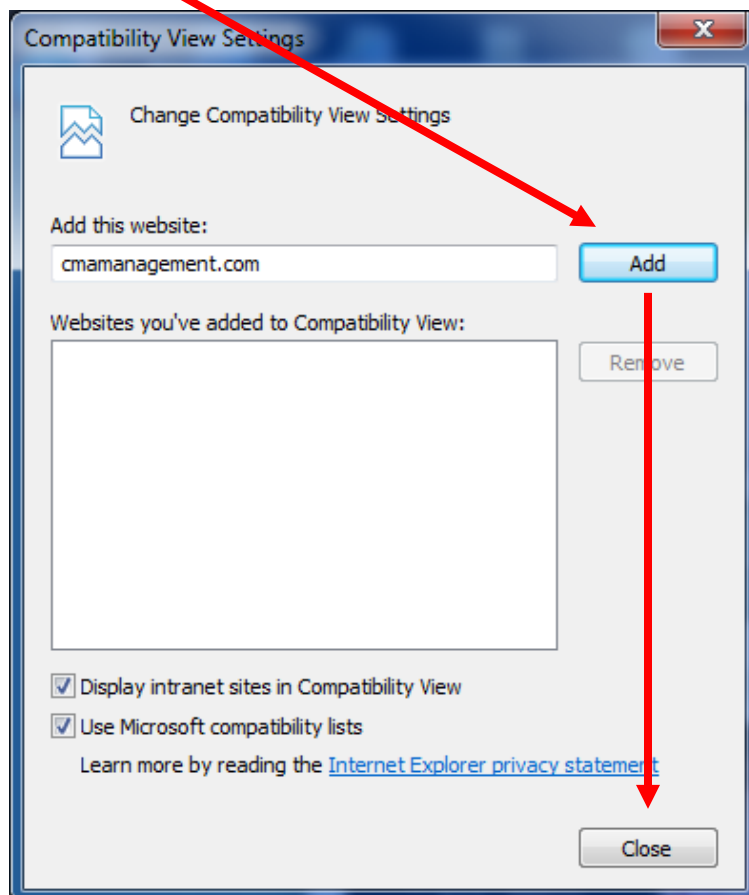 Compatibility View Settings
Change Compatibility View Settings
Add this website:
cmamanagement.com
Add
Websites you've added to Compatibility View:
Remove
Display intranet sites in Compatibility View
Use Microsoft compatibility lists
Learn more by reading the Internet Explorer privacy statement
Close